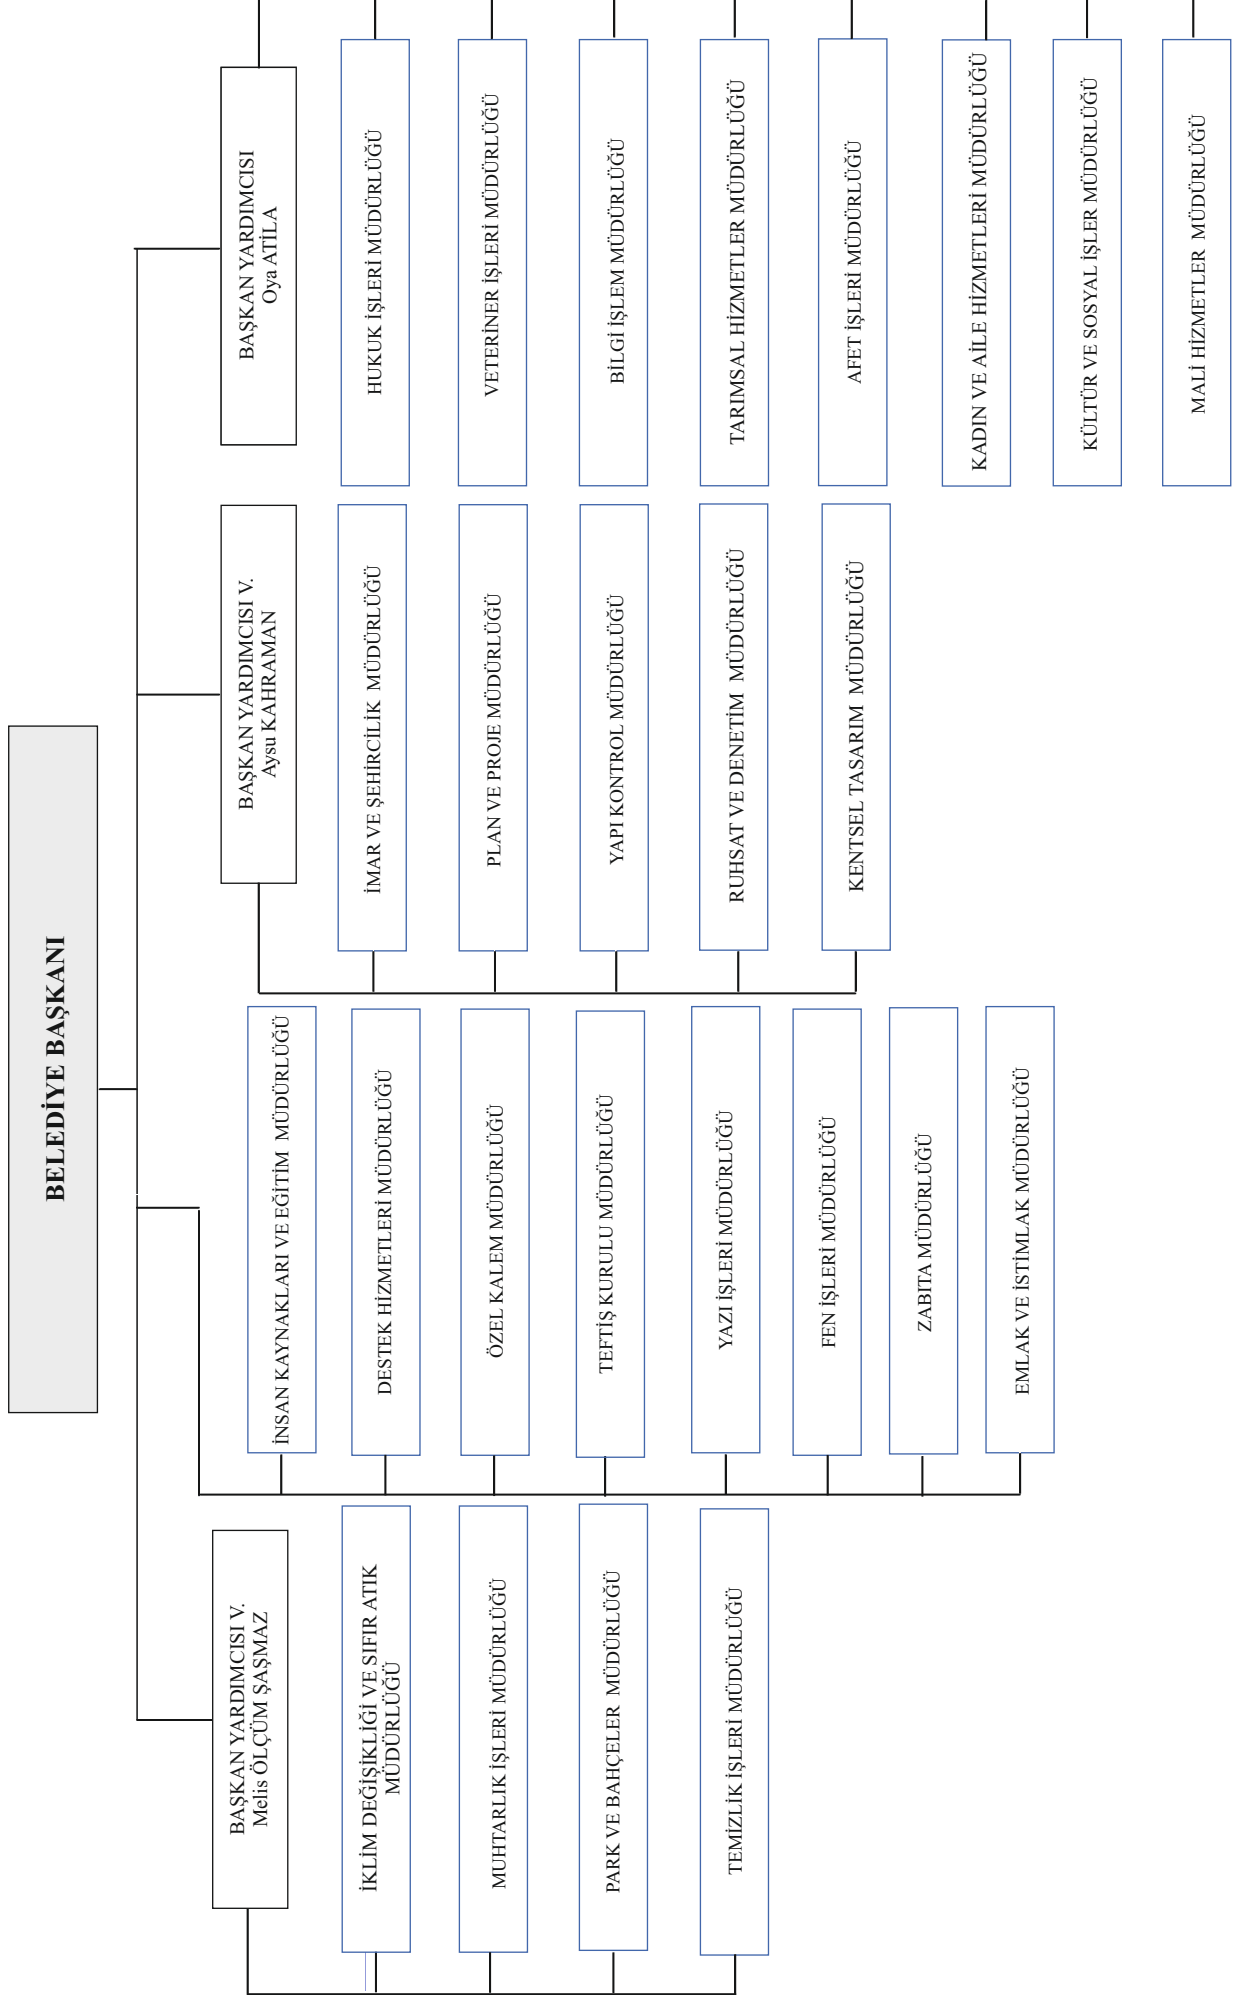 BELEDİYE BAŞKANI
BAŞKAN YARDIMCISI V.
Melis ÖLÇÜM ŞAŞMAZ
İKLİM DEĞİŞİKLİĞİ VE SIFIR ATIK
MÜDÜRLÜĞÜ
MUHTARLIK İŞLERİ MÜDÜRLÜĞÜ
PARK VE BAHÇELER MÜDÜRLÜĞÜ
TEMİZLİK İŞLERİ MÜDÜRLÜĞÜ
İNSAN KAYNAKLARI VE EĞİTİM MÜDÜRLÜĞÜ
DESTEK HİZMETLERİ MÜDÜRLÜĞÜ
ÖZEL KALEM MÜDÜRLÜĞÜ
TEFTİŞ KURULU MÜDÜRLÜĞÜ
YAZI İŞLERİ MÜDÜRLÜĞÜ
FEN İŞLERİ MÜDÜRLÜĞÜ
ZABITA MÜDÜRLÜĞÜ
EMLAK VE İSTİMLAK MÜDÜRLÜĞÜ
BAŞKAN YARDIMCISI V.
Aysu KAHRAMAN
İMAR VE ŞEHİRCİLİK MÜDÜRLÜĞÜ
PLAN VE PROJE MÜDÜRLÜĞÜ
YAPI KONTROL MÜDÜRLÜĞÜ
RUHSAT VE DENETİM MÜDÜRLÜĞÜ
KENTSEL TASARIM MÜDÜRLÜĞÜ
BAŞKAN YARDIMCISI
Oya ATİLA
HUKUK İŞLERİ MÜDÜRLÜĞÜ
VETERİNER İŞLERİ MÜDÜRLÜĞÜ
BİLGİ İŞLEM MÜDÜRLÜĞÜ
TARIMSAL HİZMETLER MÜDÜRLÜĞÜ
AFET İŞLERİ MÜDÜRLÜĞÜ
KADIN VE AİLE HİZMETLERİ MÜDÜRLÜĞÜ
KÜLTÜR VE SOSYAL İŞLER MÜDÜRLÜĞÜ
MALİ HİZMETLER MÜDÜRLÜĞÜ